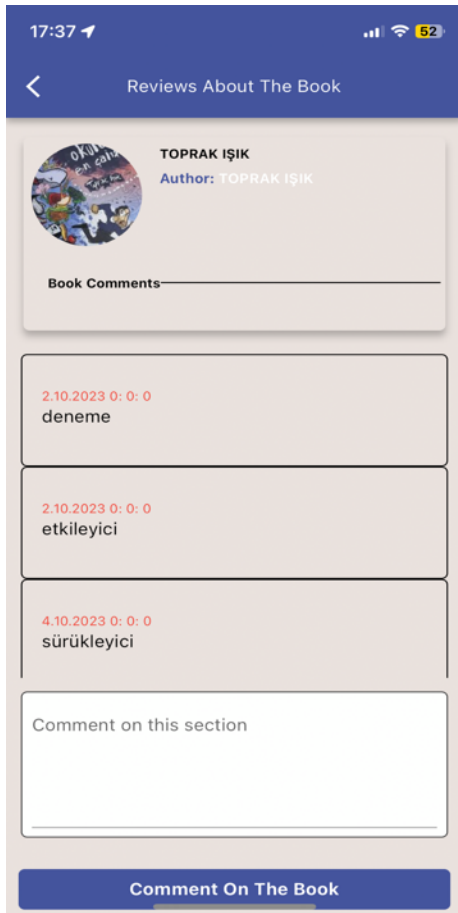 17:37
52
Reviews About The Book
TOPRAK IŞIK
Author: TOPRAK IŞIK
Book Comments
2.10.2023 0: 0: 0
deneme
2.10.2023 0: 0: 0
etkileyici
4.10.2023 0: 0: 0
sürükleyici
Comment on this section
Comment On The Book